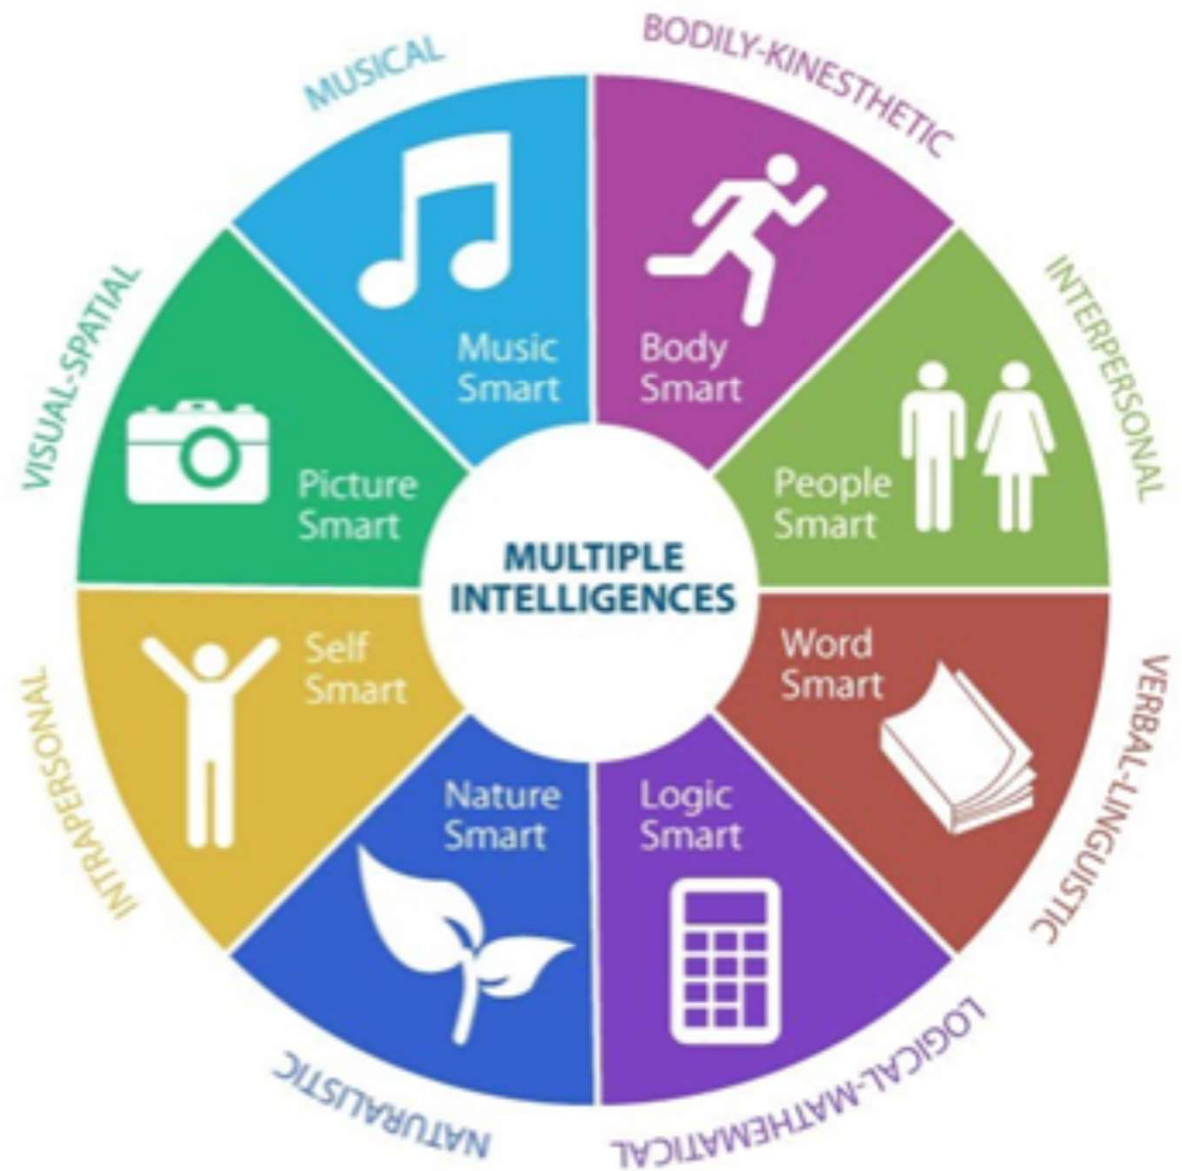 MUSICAL
BODILY-KINESTHETIC
INTERPERSONAL
VERBAL-LINGUISTIC
LOGICAL-MATHEMATICAL
NATURALISTIC
INTRAPERSONAL
VISUAL-SPATIAL
Music
Smart
Body
Smart
People
Smart
Word
Smart
Logic
Smart
Nature
Smart
Self
Smart
Picture
Smart
MULTIPLE
INTELLIGENCES